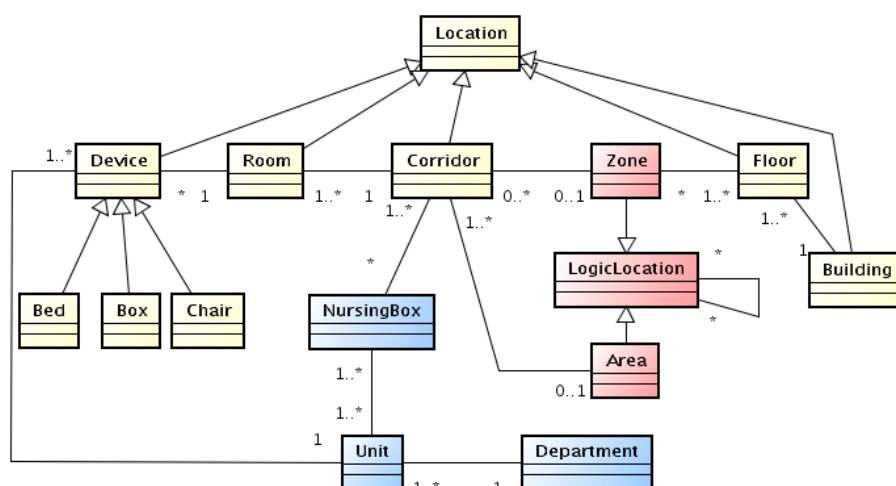 Location
1..* Device Room Corridor Zone Floor
* 1 1..* 1 0..* 0..1 * 1..*
1..* 1..* 1..*
* * 1
LogicLocation Building
Bed Box Chair NursingBox *
Area
1..* 0..1
1..*
1 Unit Department
1..* 1